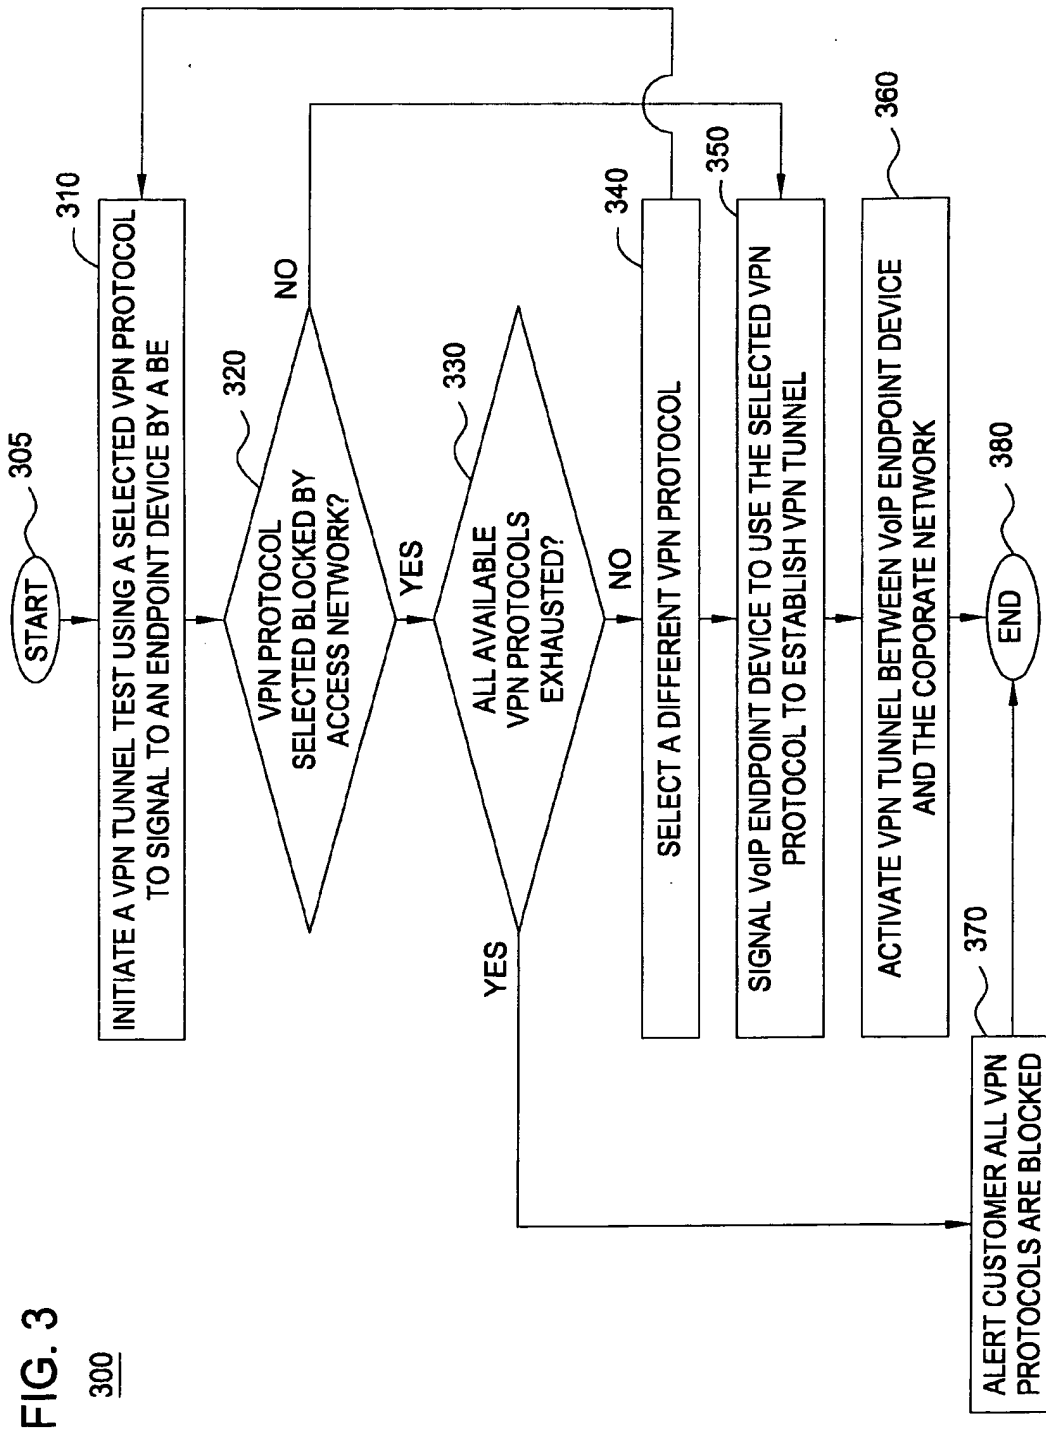 FIG. 3
300
START
305
310
INITIATE A VPN TUNNEL TEST USING A SELECTED VPN PROTOCOL
TO SIGNAL TO AN ENDPOINT DEVICE BY A BE
320
VPN PROTOCOL
SELECTED BLOCKED BY
ACCESS NETWORK?
NO
YES
330
ALL AVAILABLE
VPN PROTOCOLS
EXHAUSTED?
YES
NO
340
SELECT A DIFFERENT VPN PROTOCOL
350
SIGNAL VoIP ENDPOINT DEVICE TO USE THE SELECTED VPN
PROTOCOL TO ESTABLISH VPN TUNNEL
360
ACTIVATE VPN TUNNEL BETWEEN VoIP ENDPOINT DEVICE
AND THE COPORATE NETWORK
370
ALERT CUSTOMER ALL VPN
PROTOCOLS ARE BLOCKED
380
END